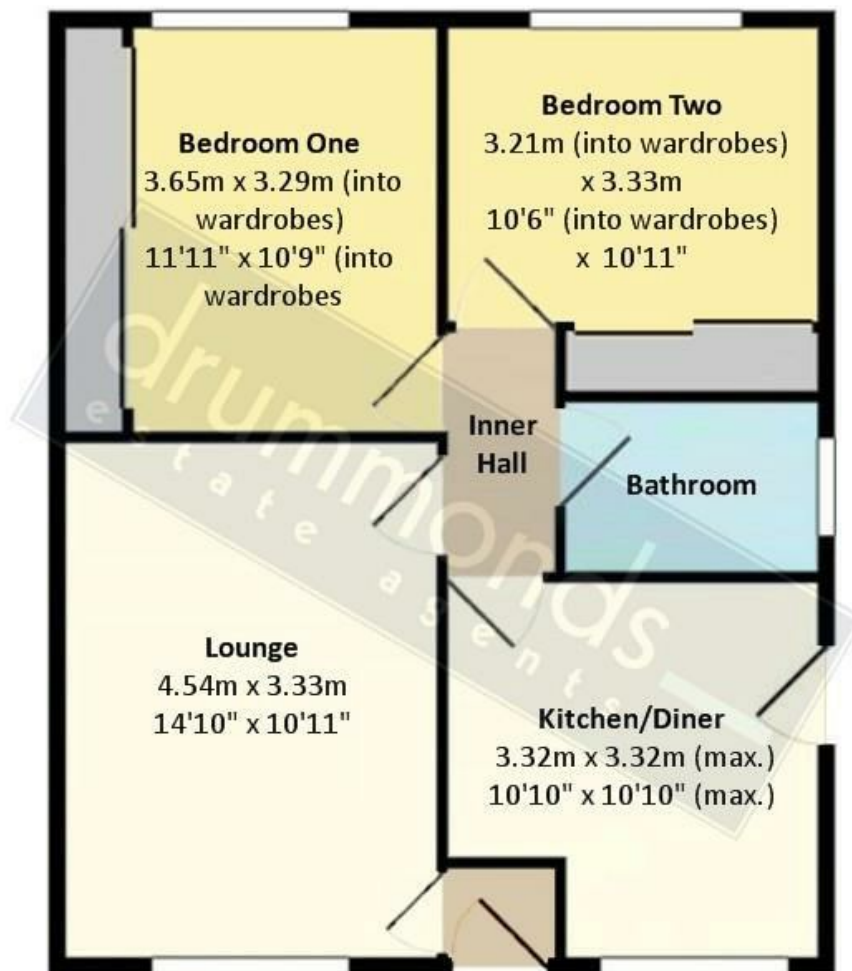 Bedroom One
3.65m x 3.29m (into
wardrobes)
11'11" x 10'9" (into
wardrobes
Bedroom Two
3.21m (into wardrobes)
x 3.33m
10'6" (into wardrobes)
x 10'11"
Inner
Hall
Bathroom
Lounge
4.54m x 3.33m
14'10" x 10'11"
Kitchen/Diner
3.32m x 3.32m (max.)
10'10" x 10'10" (max.)
drummonds
estate agents